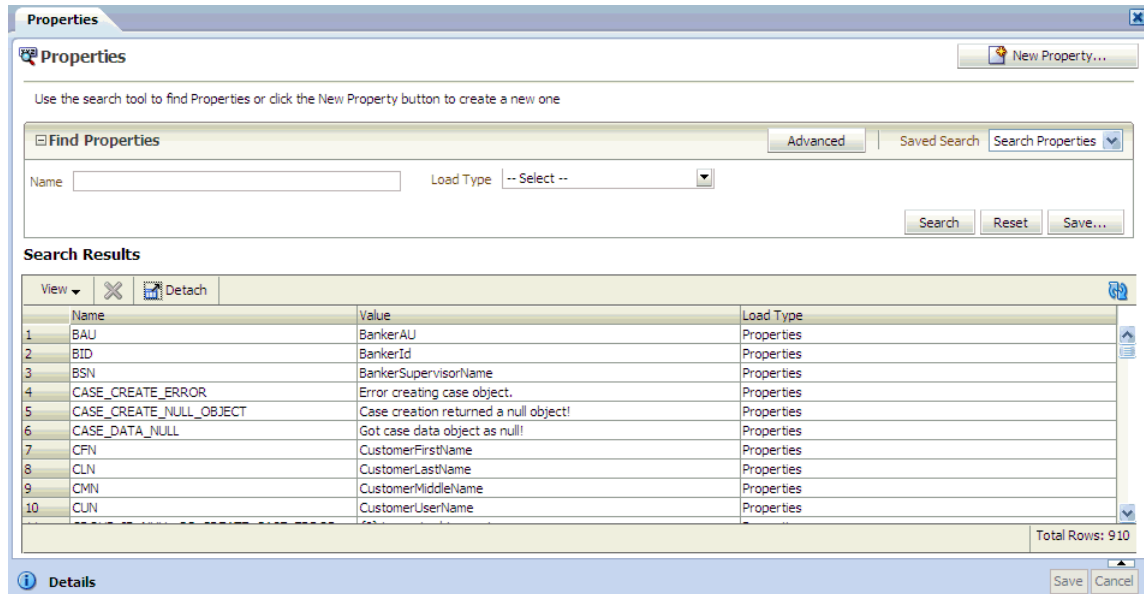 Properties
Properties
New Property...
Use the search tool to find Properties or click the New Property button to create a new one
Find Properties Advanced Saved Search Search Properties
Name Load Type -- Select --
Search Reset Save...
Search Results
View Detach
Name Value Load Type
1 BAU BankerAU Properties
2 BID BankerId Properties
3 BSN BankerSupervisorName Properties
4 CASE_CREATE_ERROR Error creating case object. Properties
5 CASE_CREATE_NULL_OBJECT Case creation returned a null object! Properties
6 CASE_DATA_NULL Got case data object as null! Properties
7 CFN CustomerFirstName Properties
8 CLN CustomerLastName Properties
9 CMN CustomerMiddleName Properties
10 CUN CustomerUserName Properties
Total Rows: 910
Details Save Cancel